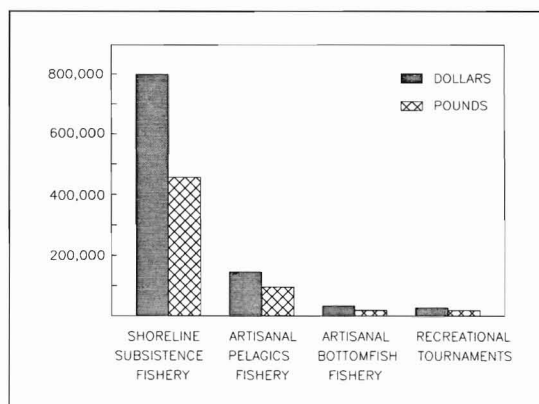 800,000
600,000
400,000
200,000
DOLLARS
POUNDS
SHORELINE
SUBSISTENCE
FISHERY
ARTISANAL
PELAGICS
FISHERY
ARTISANAL
BOTTOMFISH
FISHERY
RECREATIONAL
TOURNAMENTS